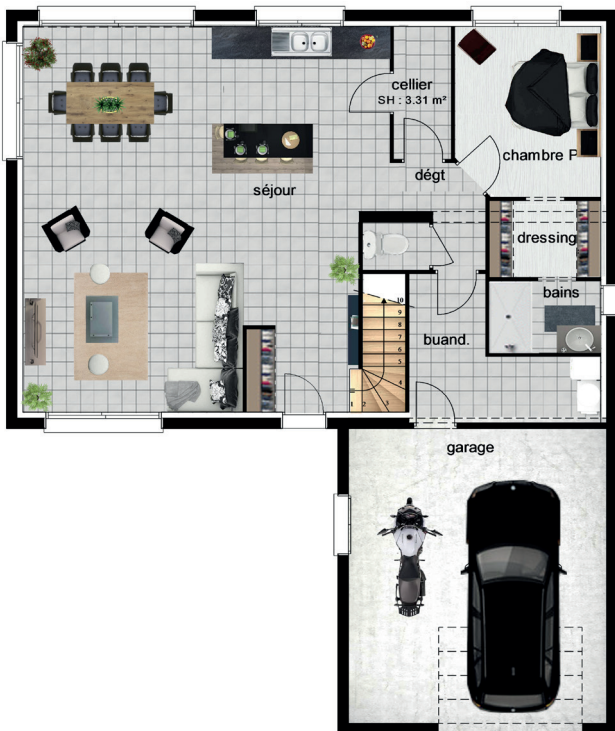 cellier
SH : 3.31 m²
chambre P
dégt
séjour
dressing
bains
buand.
10
9
8
7
6
5
4
1 2 3
garage